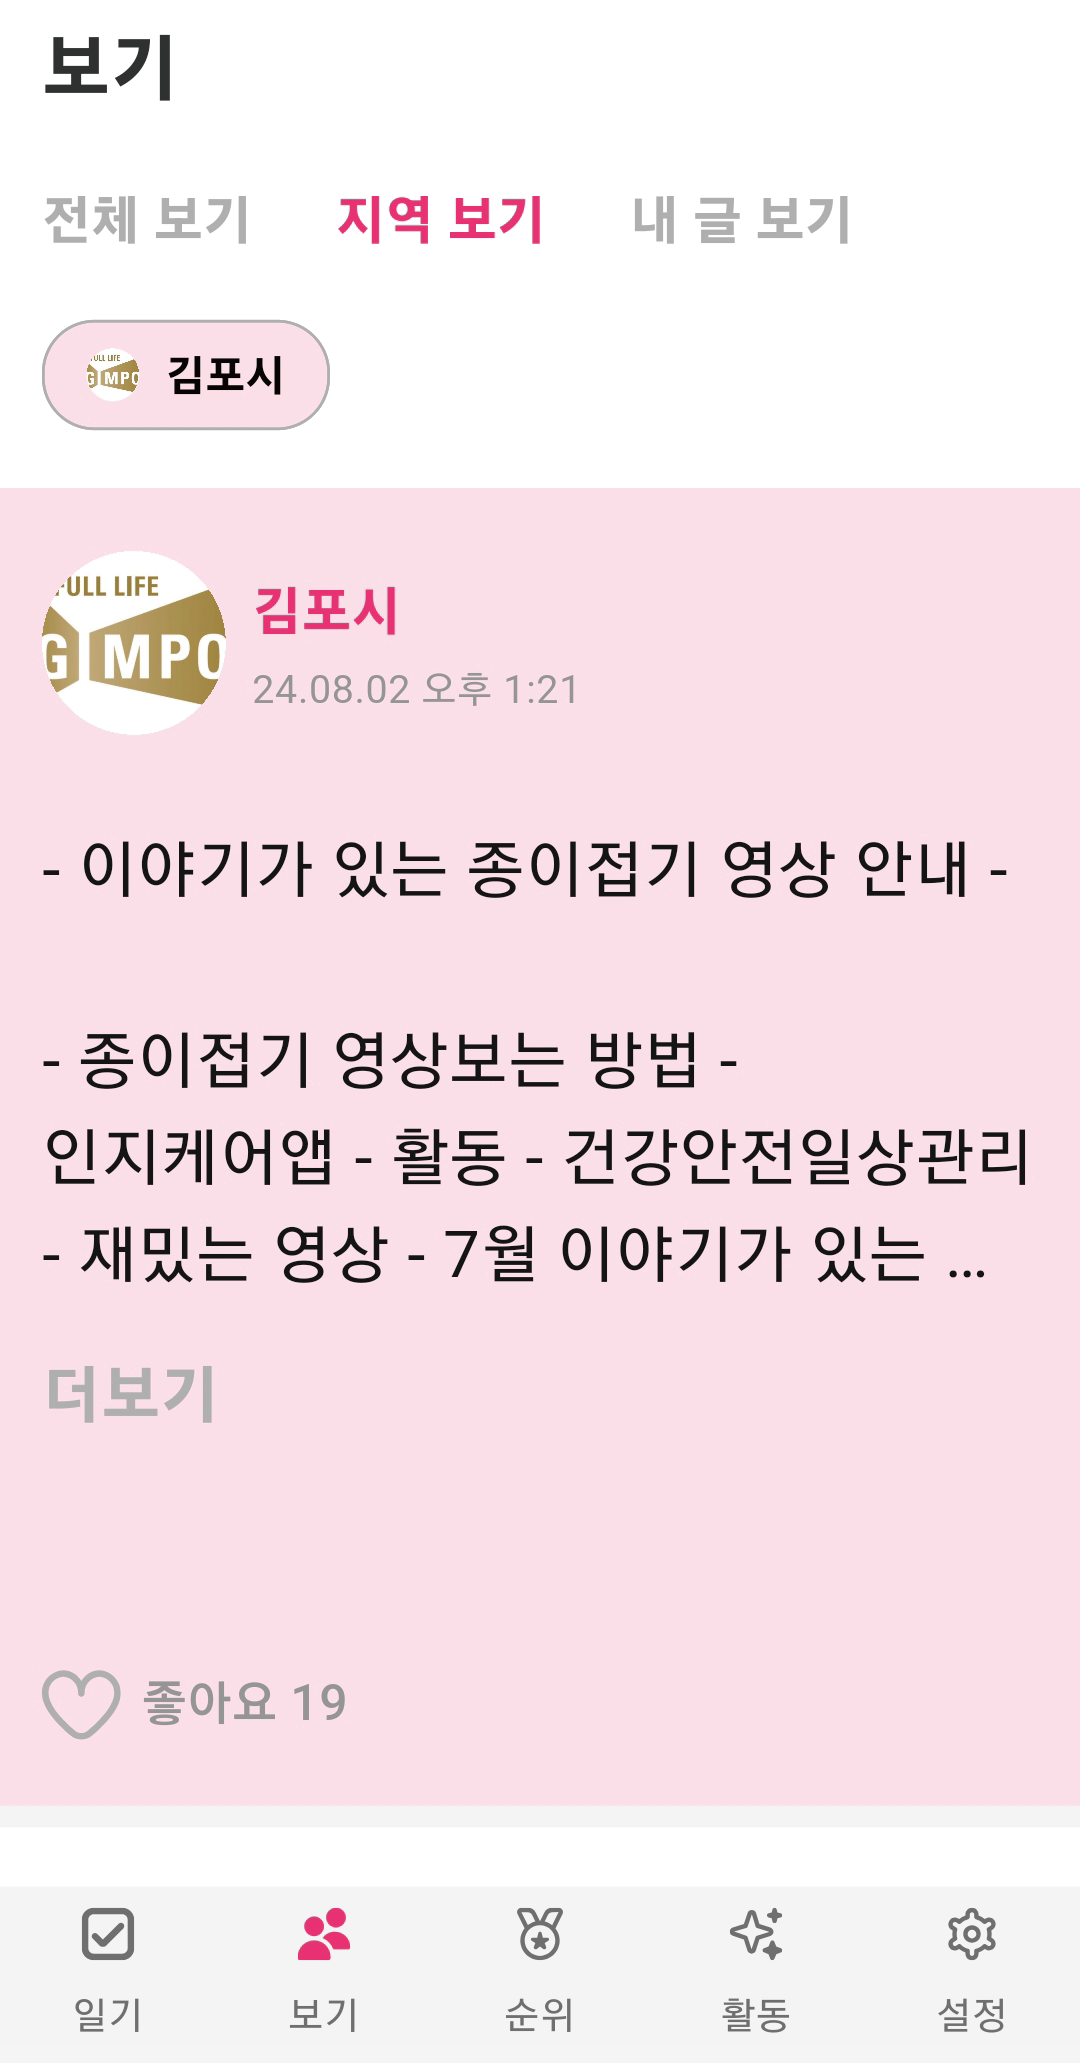 보기
전체 보기 지역 보기 내 글 보기
FULL LIFE
GIMPO
김포시
FULL LIFE
GIMPO
김포시
24.08.02 오후 1:21
- 이야기가 있는 종이접기 영상 안내 -
- 종이접기 영상보는 방법 -
인지케어앱 - 활동 - 건강안전일상관리
- 재밌는 영상 - 7월 이야기가 있는 ...
더보기
좋아요 19
일기 보기 순위 활동 설정